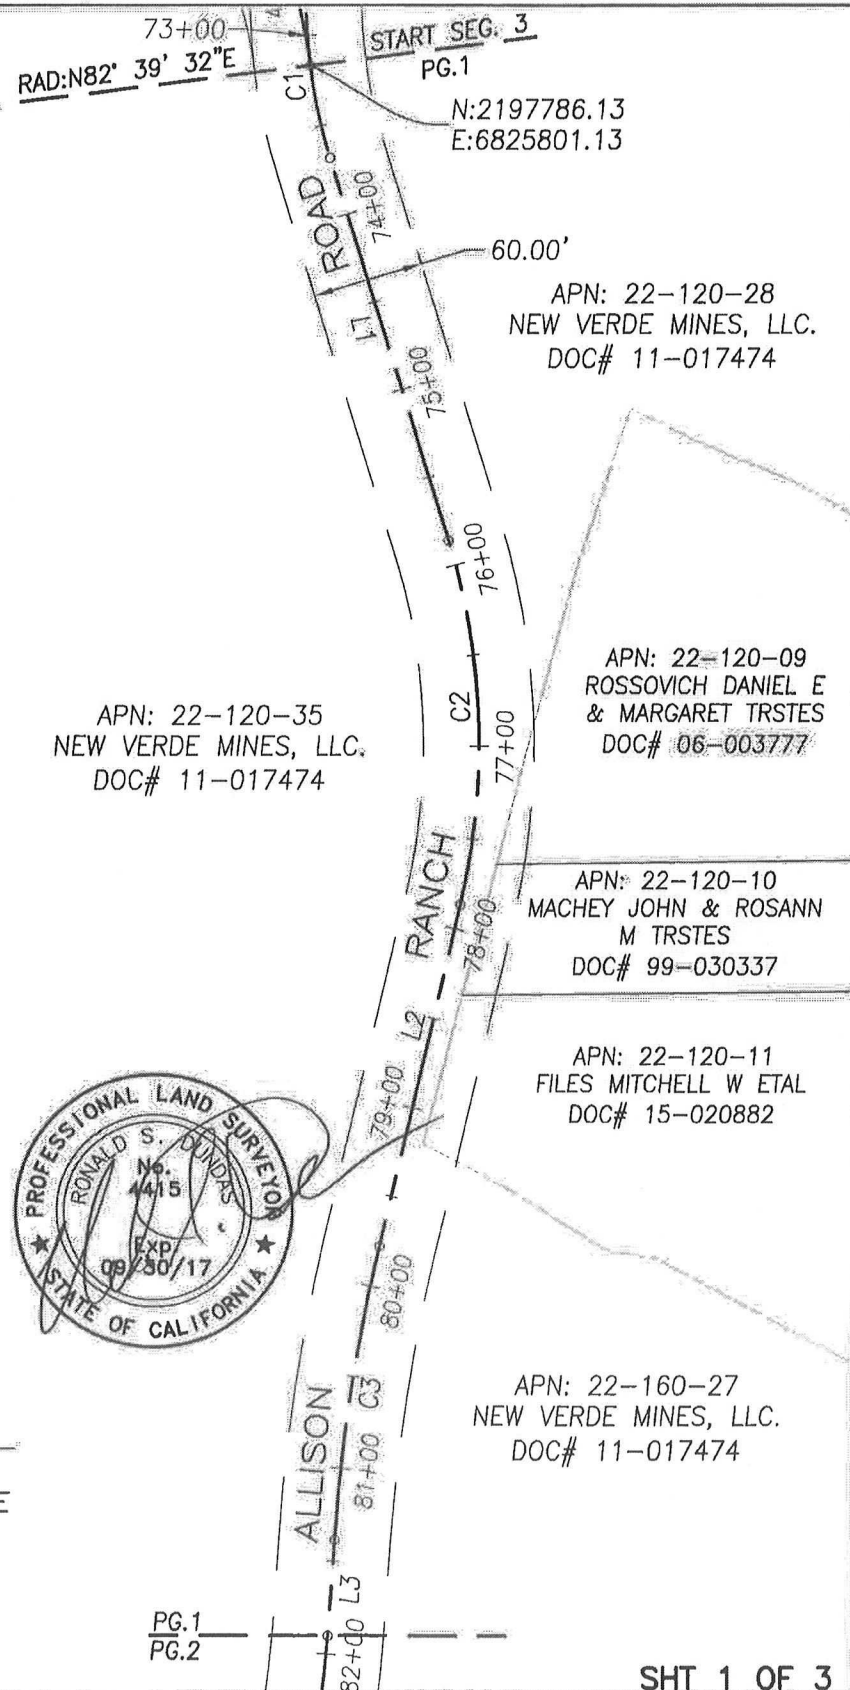 73+00
START SEG. 3
PG.1
RAD:N82° 39' 32"E
C1
N:2197786.13
E:6825801.13
ROAD
74+00
60.00'
APN: 22-120-28
NEW VERDE MINES, LLC.
DOC# 11-017474
L1
75+00
76+00
APN: 22-120-09
ROSSOVICH DANIEL E
& MARGARET TRSTES
DOC# 06-003777
C2
APN: 22-120-35
NEW VERDE MINES, LLC.
DOC# 11-017474
77+00
RANCH
APN: 22-120-10
MACHEY JOHN & ROSANN
M TRSTES
DOC# 99-030337
78+00
L2
APN: 22-120-11
FILES MITCHELL W ETAL
DOC# 15-020882
79+00
PROFESSIONAL LAND SURVEYOR
RONALD S. DUNDAS
No.
4415
Exp
09/30/17
STATE OF CALIFORNIA
80+00
C3
APN: 22-160-27
NEW VERDE MINES, LLC.
DOC# 11-017474
ALLISON
81+00
E
L3
PG.1
PG.2
82+00
SHT 1 OF 3